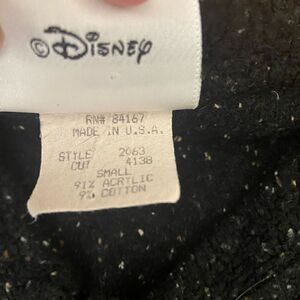 ©Disney
RN# 84167
MADE IN U.S.A.
STYLE 2063
CUT 4138
SMALL
91% ACRYLIC
9% COTTON